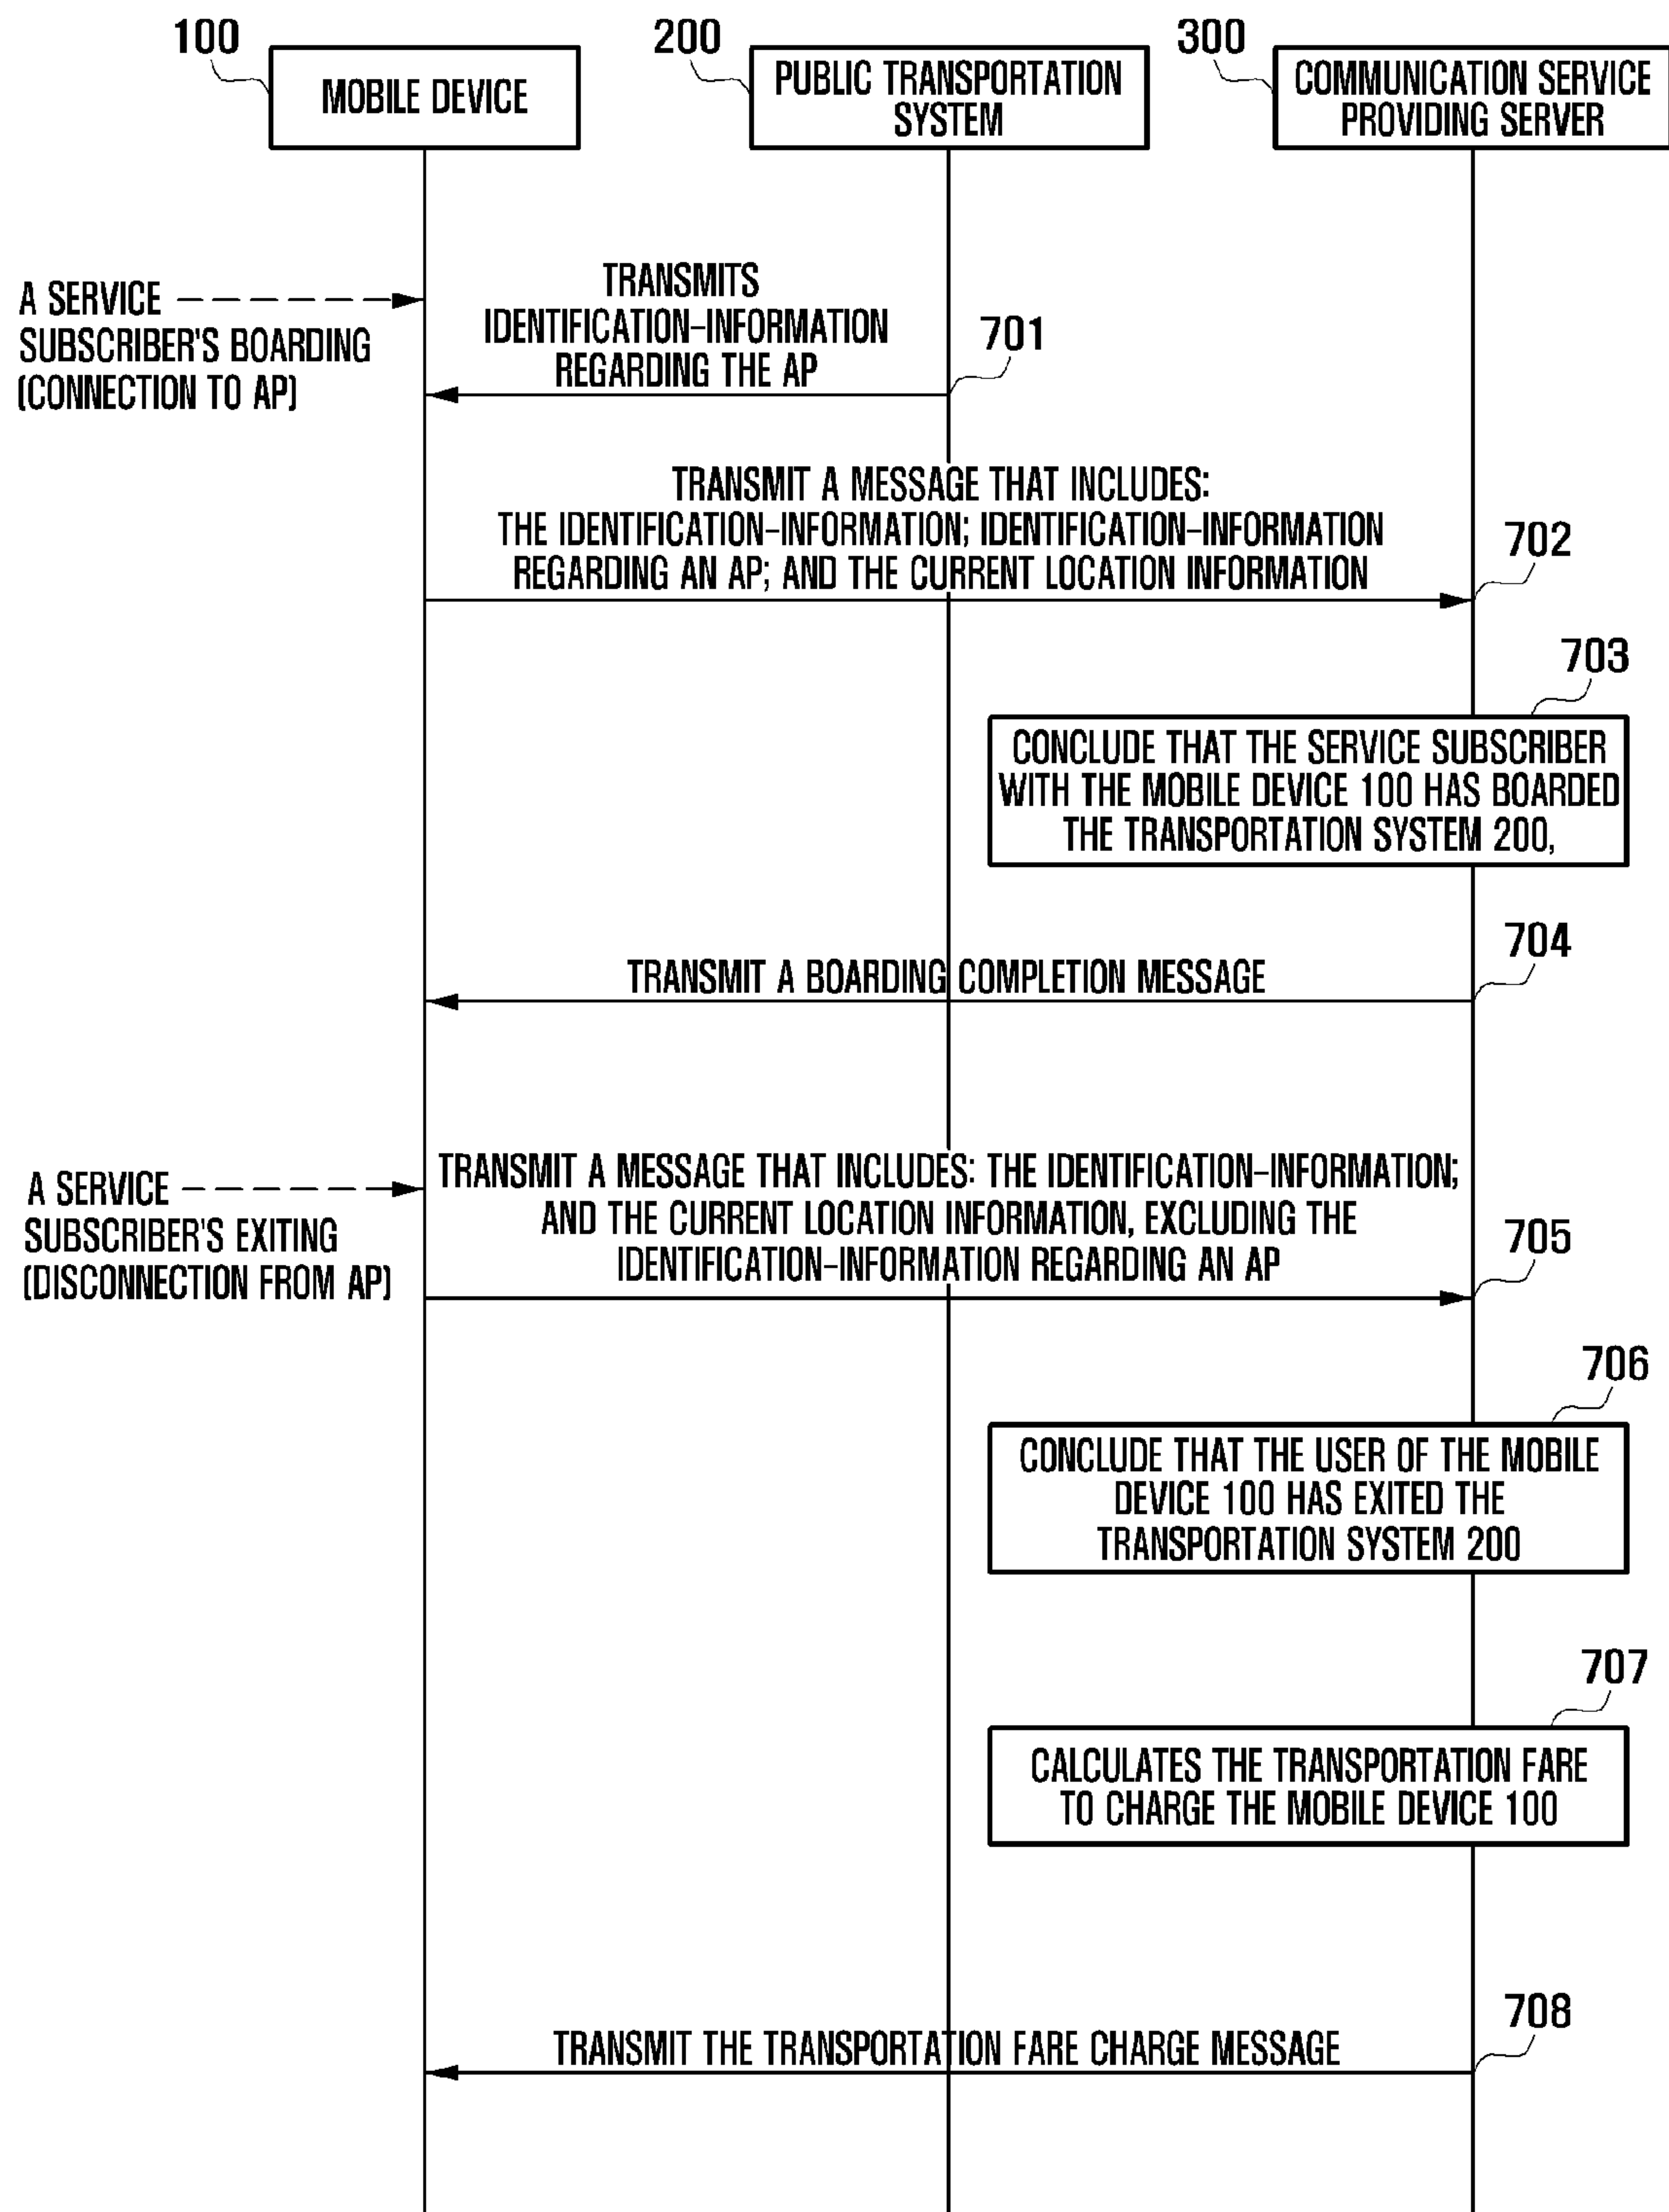 100
MOBILE DEVICE
200
PUBLIC TRANSPORTATION
SYSTEM
300
COMMUNICATION SERVICE
PROVIDING SERVER
A SERVICE
SUBSCRIBER'S BOARDING
(CONNECTION TO AP)
TRANSMITS
IDENTIFICATION-INFORMATION
REGARDING THE AP
701
TRANSMIT A MESSAGE THAT INCLUDES:
THE IDENTIFICATION-INFORMATION; IDENTIFICATION-INFORMATION
REGARDING AN AP; AND THE CURRENT LOCATION INFORMATION
702
703
CONCLUDE THAT THE SERVICE SUBSCRIBER
WITH THE MOBILE DEVICE 100 HAS BOARDED
THE TRANSPORTATION SYSTEM 200,
704
TRANSMIT A BOARDING COMPLETION MESSAGE
A SERVICE
SUBSCRIBER'S EXITING
(DISCONNECTION FROM AP)
TRANSMIT A MESSAGE THAT INCLUDES: THE IDENTIFICATION-INFORMATION;
AND THE CURRENT LOCATION INFORMATION, EXCLUDING THE
IDENTIFICATION-INFORMATION REGARDING AN AP
705
706
CONCLUDE THAT THE USER OF THE MOBILE
DEVICE 100 HAS EXITED THE
TRANSPORTATION SYSTEM 200
707
CALCULATES THE TRANSPORTATION FARE
TO CHARGE THE MOBILE DEVICE 100
708
TRANSMIT THE TRANSPORTATION FARE CHARGE MESSAGE